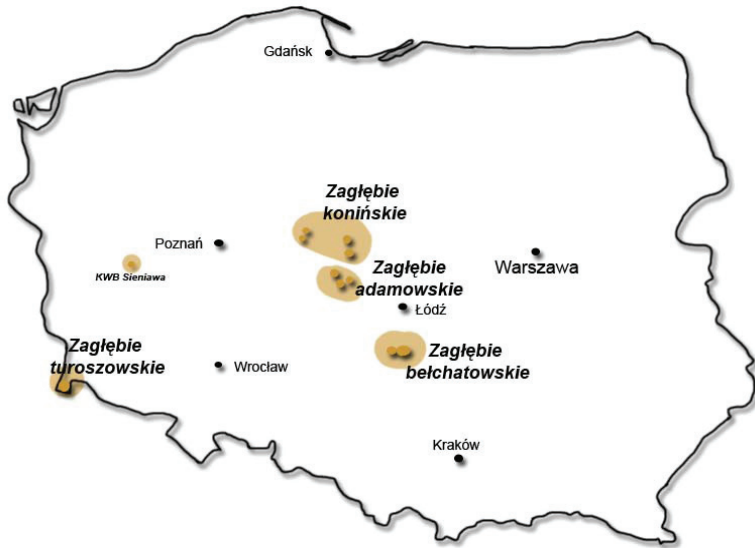 Gdańsk
Zagłębie
konińskie
Poznań
Warszawa
KWB Sieniawa
Zagłębie
adamowskie
Łódź
Zagłębie
turoszowskie
Zagłębie
bełchatowskie
Wrocław
Kraków